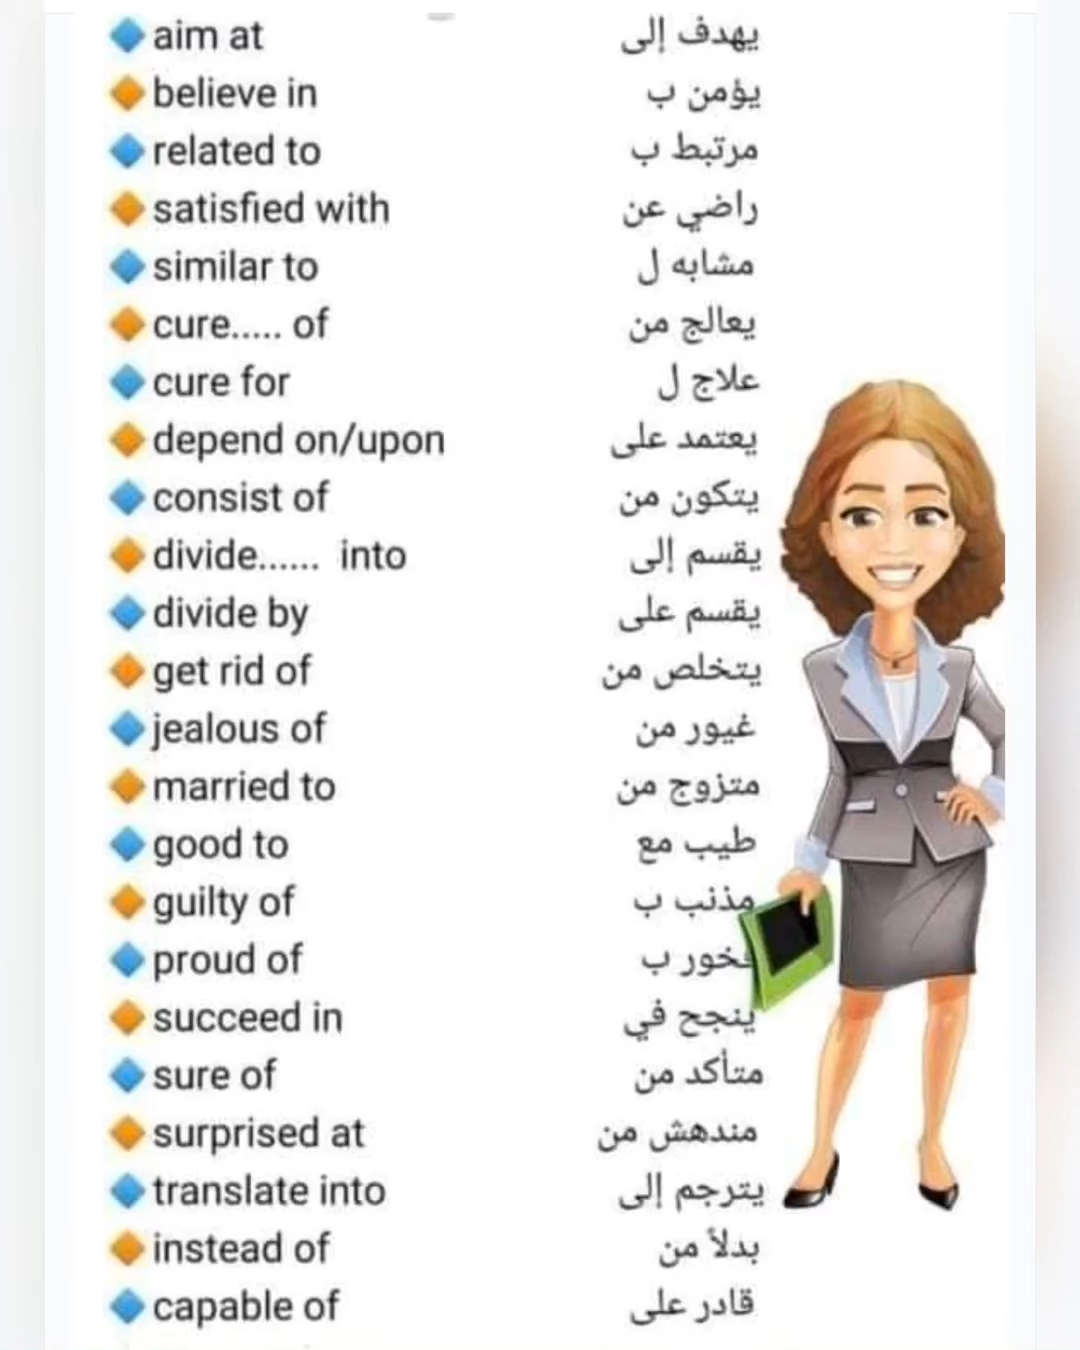 aim at يهدف إلى
believe in يؤمن ب
related to مرتبط ب
satisfied with راضي عن
similar to مشابه ل
cure..... of يعالج من
cure for علاج ل
depend on/upon يعتمد على
consist of يتكون من
divide...... into يقسم إلى
divide by يقسم على
get rid of يتخلص من
jealous of غيور من
married to متزوج من
good to طيب مع
guilty of مذنب ب
proud of فخور ب
succeed in ينجح في
sure of متأكد من
surprised at مندهش من
translate into يترجم إلى
instead of بدلاً من
capable of قادر على